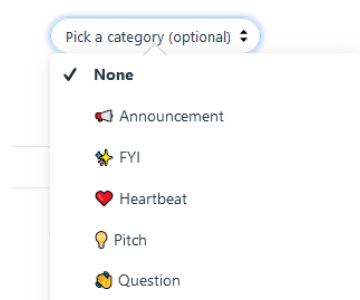 Pick a category (optional)
None
Announcement
FYI
Heartbeat
Pitch
Question